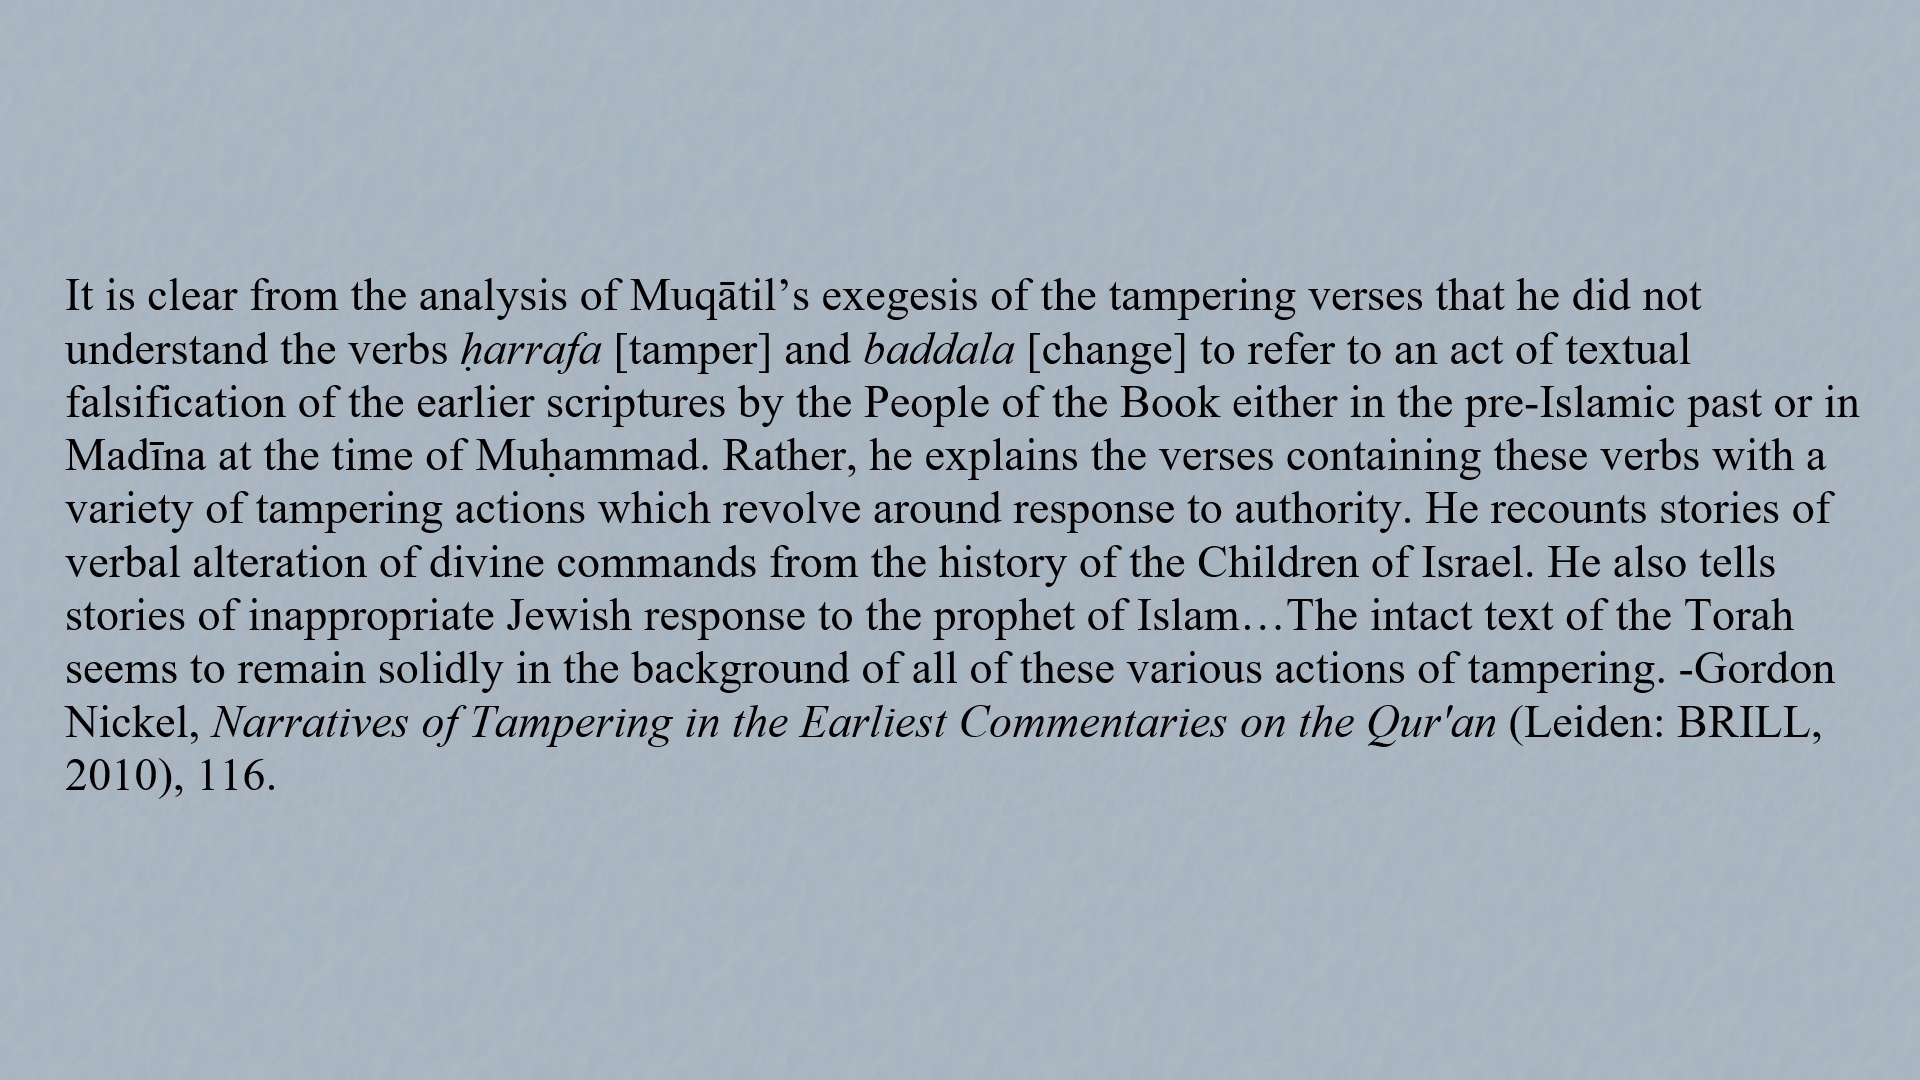 It is clear from the analysis of Muqātil’s exegesis of the tampering verses that he did not
understand the verbs ḥarrafa [tamper] and baddala [change] to refer to an act of textual
falsification of the earlier scriptures by the People of the Book either in the pre-Islamic past or in
Madīna at the time of Muḥammad. Rather, he explains the verses containing these verbs with a
variety of tampering actions which revolve around response to authority. He recounts stories of
verbal alteration of divine commands from the history of the Children of Israel. He also tells
stories of inappropriate Jewish response to the prophet of Islam…The intact text of the Torah
seems to remain solidly in the background of all of these various actions of tampering. -Gordon
Nickel, Narratives of Tampering in the Earliest Commentaries on the Qur'an (Leiden: BRILL,
2010), 116.